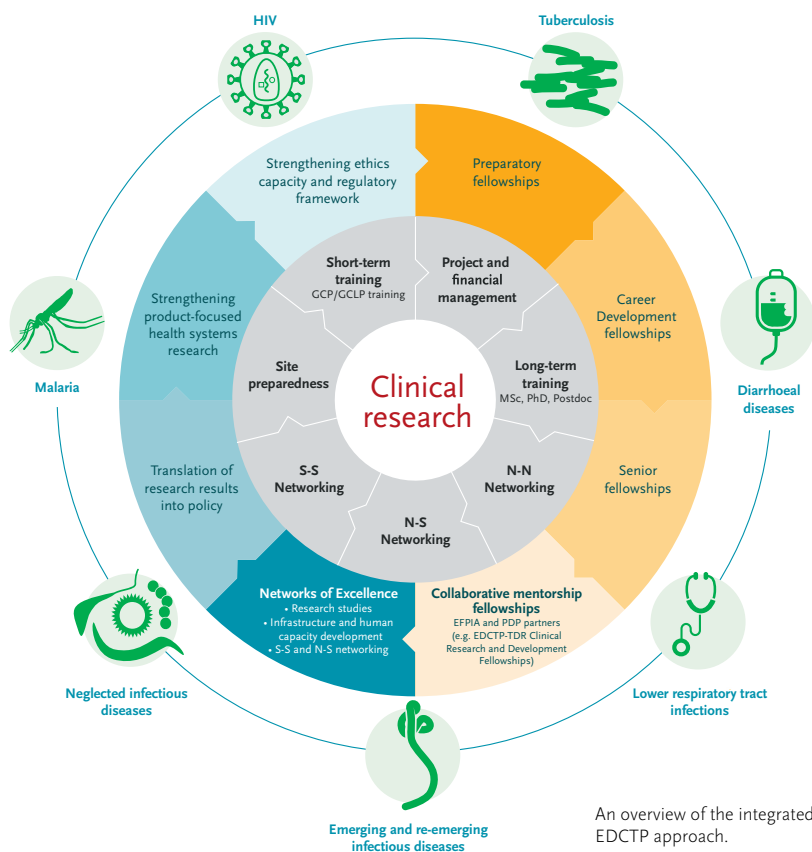 HIV
Tuberculosis
Strengthening ethics
capacity and regulatory
framework
Preparatory
fellowships
Short-term
training
GCP/GCLP training
Project and
financial
management
Strengthening
product-focused
health systems
research
Career
Development
fellowships
Malaria
Site
preparedness
Clinical
research
Long-term
training
MSc, PhD, Postdoc
Diarrhoeal
diseases
Translation of
research results
into policy
S-S
Networking
N-S
Networking
N-N
Networking
Senior
fellowships
Networks of Excellence
• Research studies
• Infrastructure and human
capacity development
• S-S and N-S networking
Collaborative mentorship
fellowships
EFPIA and PDP partners
(e.g. EDCTP-TDR Clinical
Research and Development
Fellowships)
Neglected infectious
diseases
Lower respiratory tract
infections
Emerging and re-emerging
infectious diseases
An overview of the integrated
EDCTP approach.